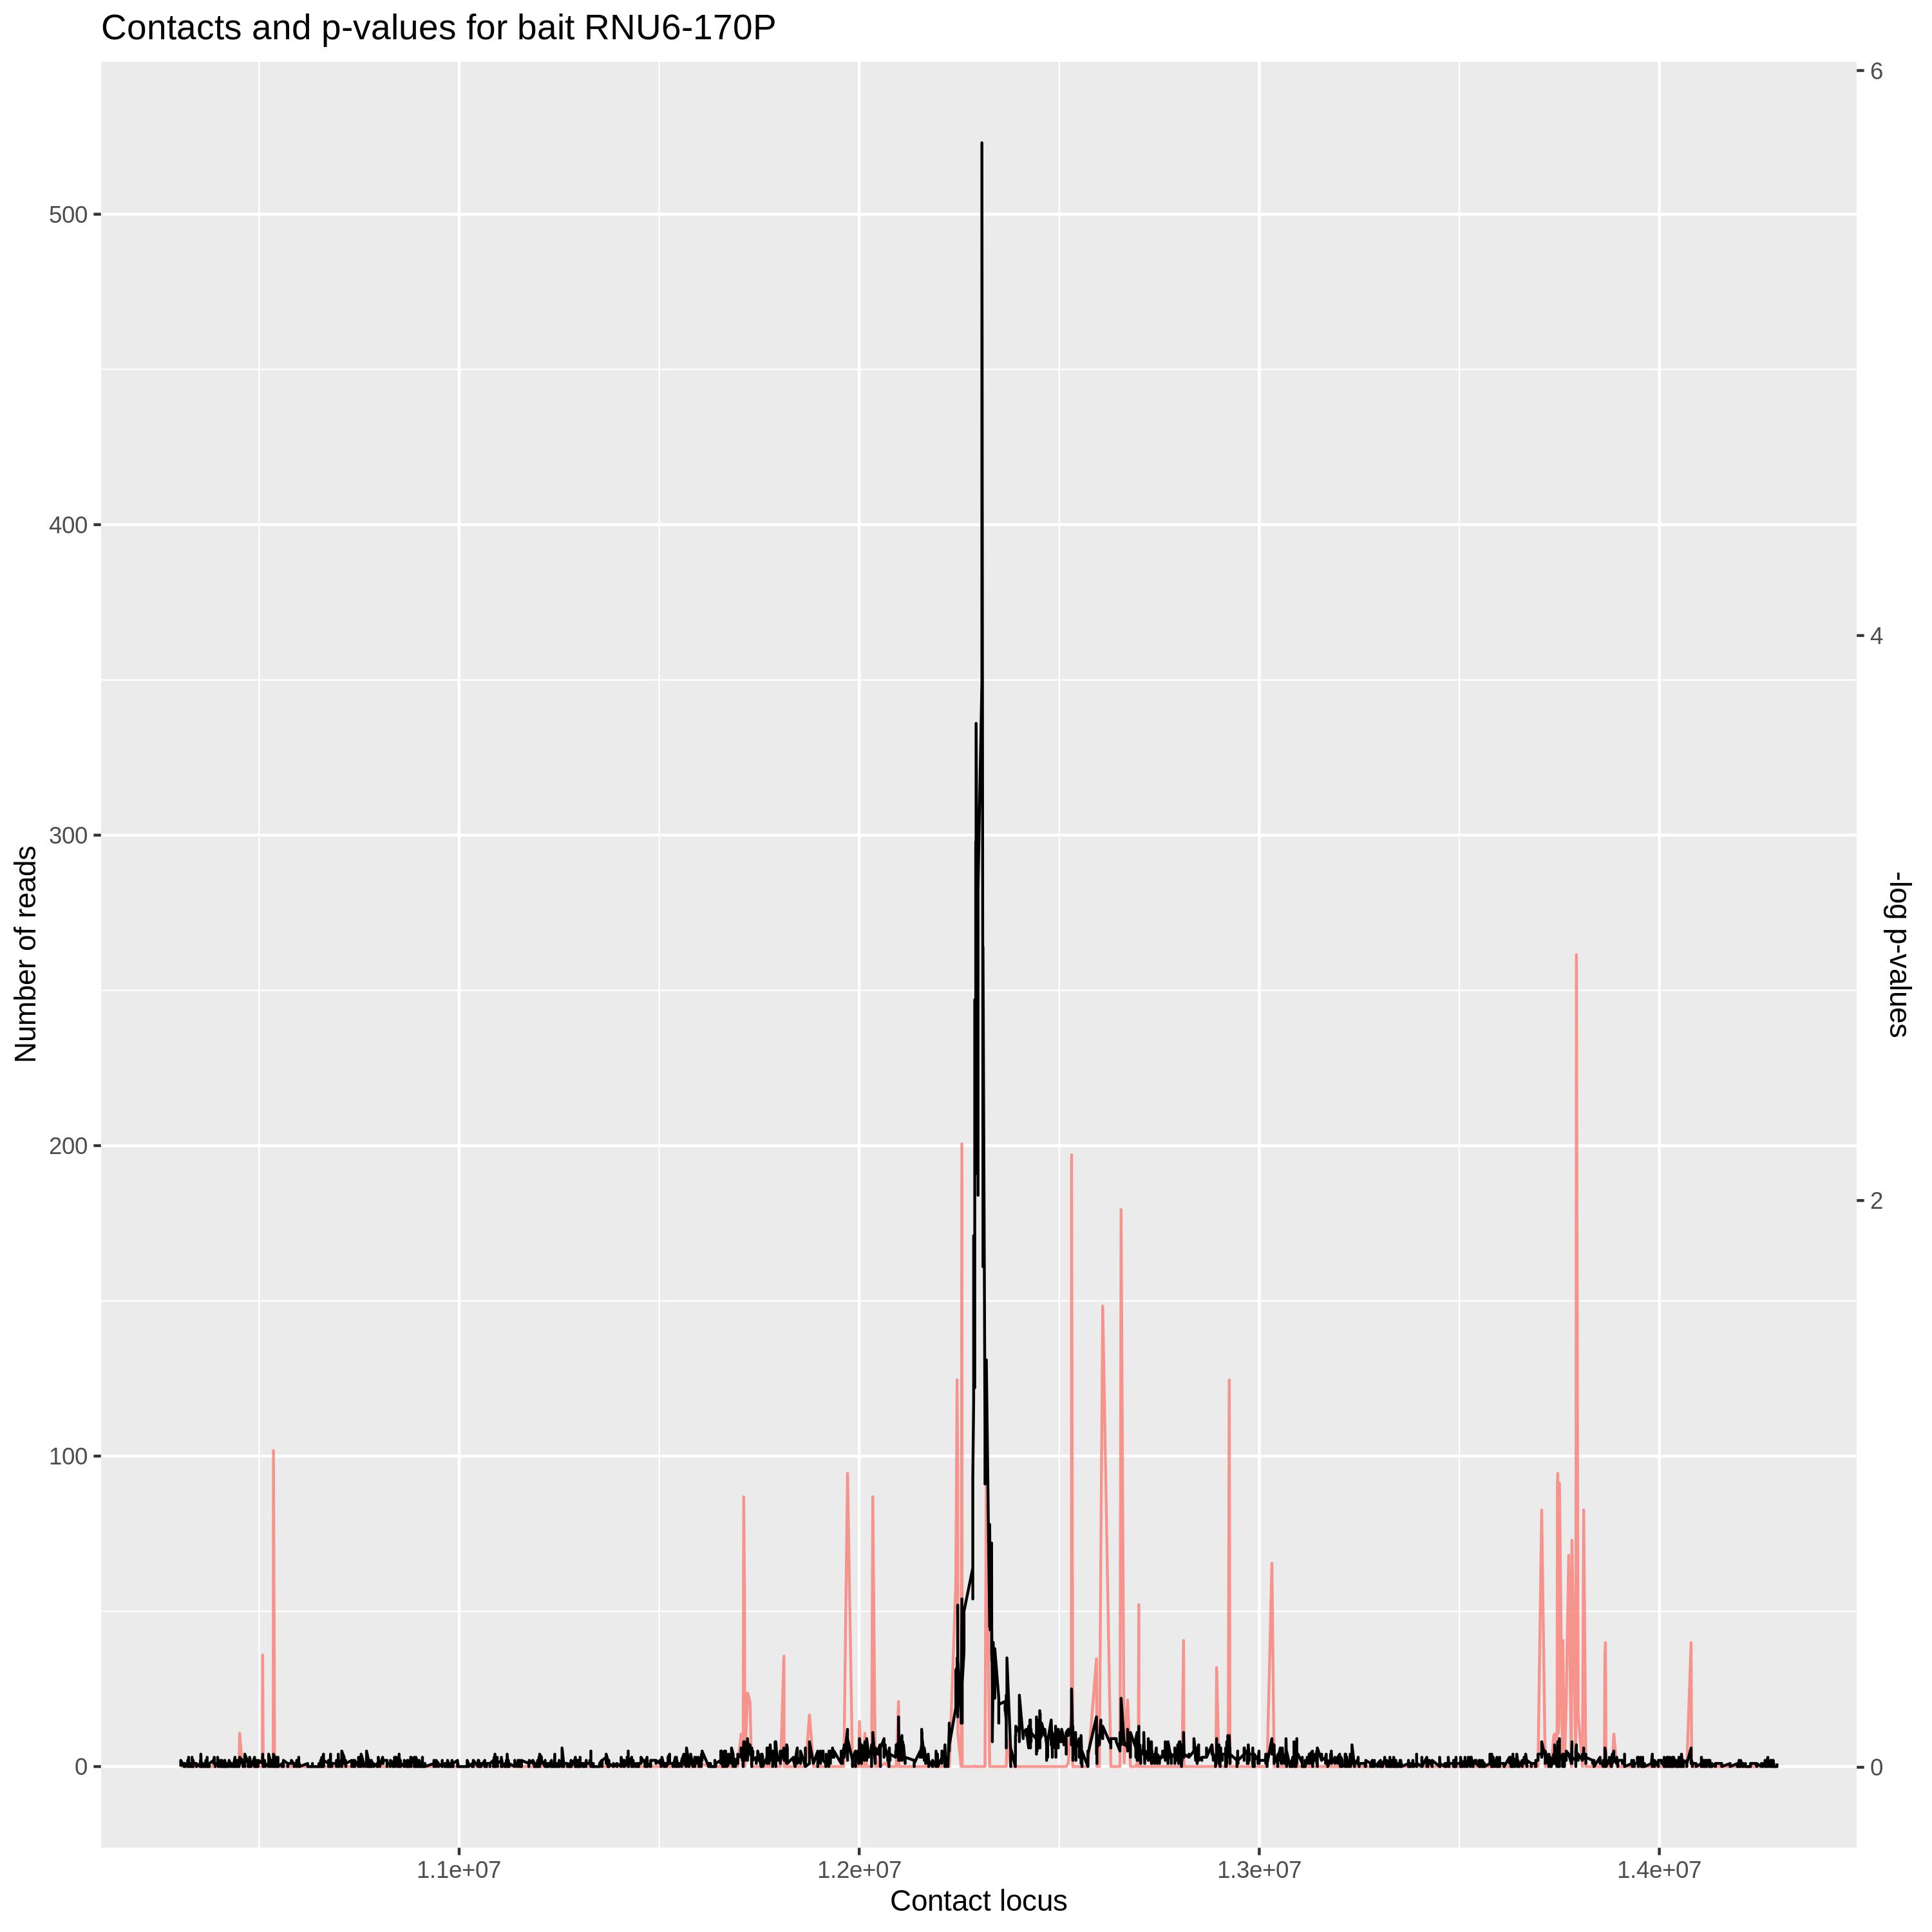 Contacts and p-values for bait RNU6-170P
6
500
400
4
300
Number of reads
-log p-values
200
2
100
0
0
1.1e+07
1.2e+07
1.3e+07
1.4e+07
Contact locus